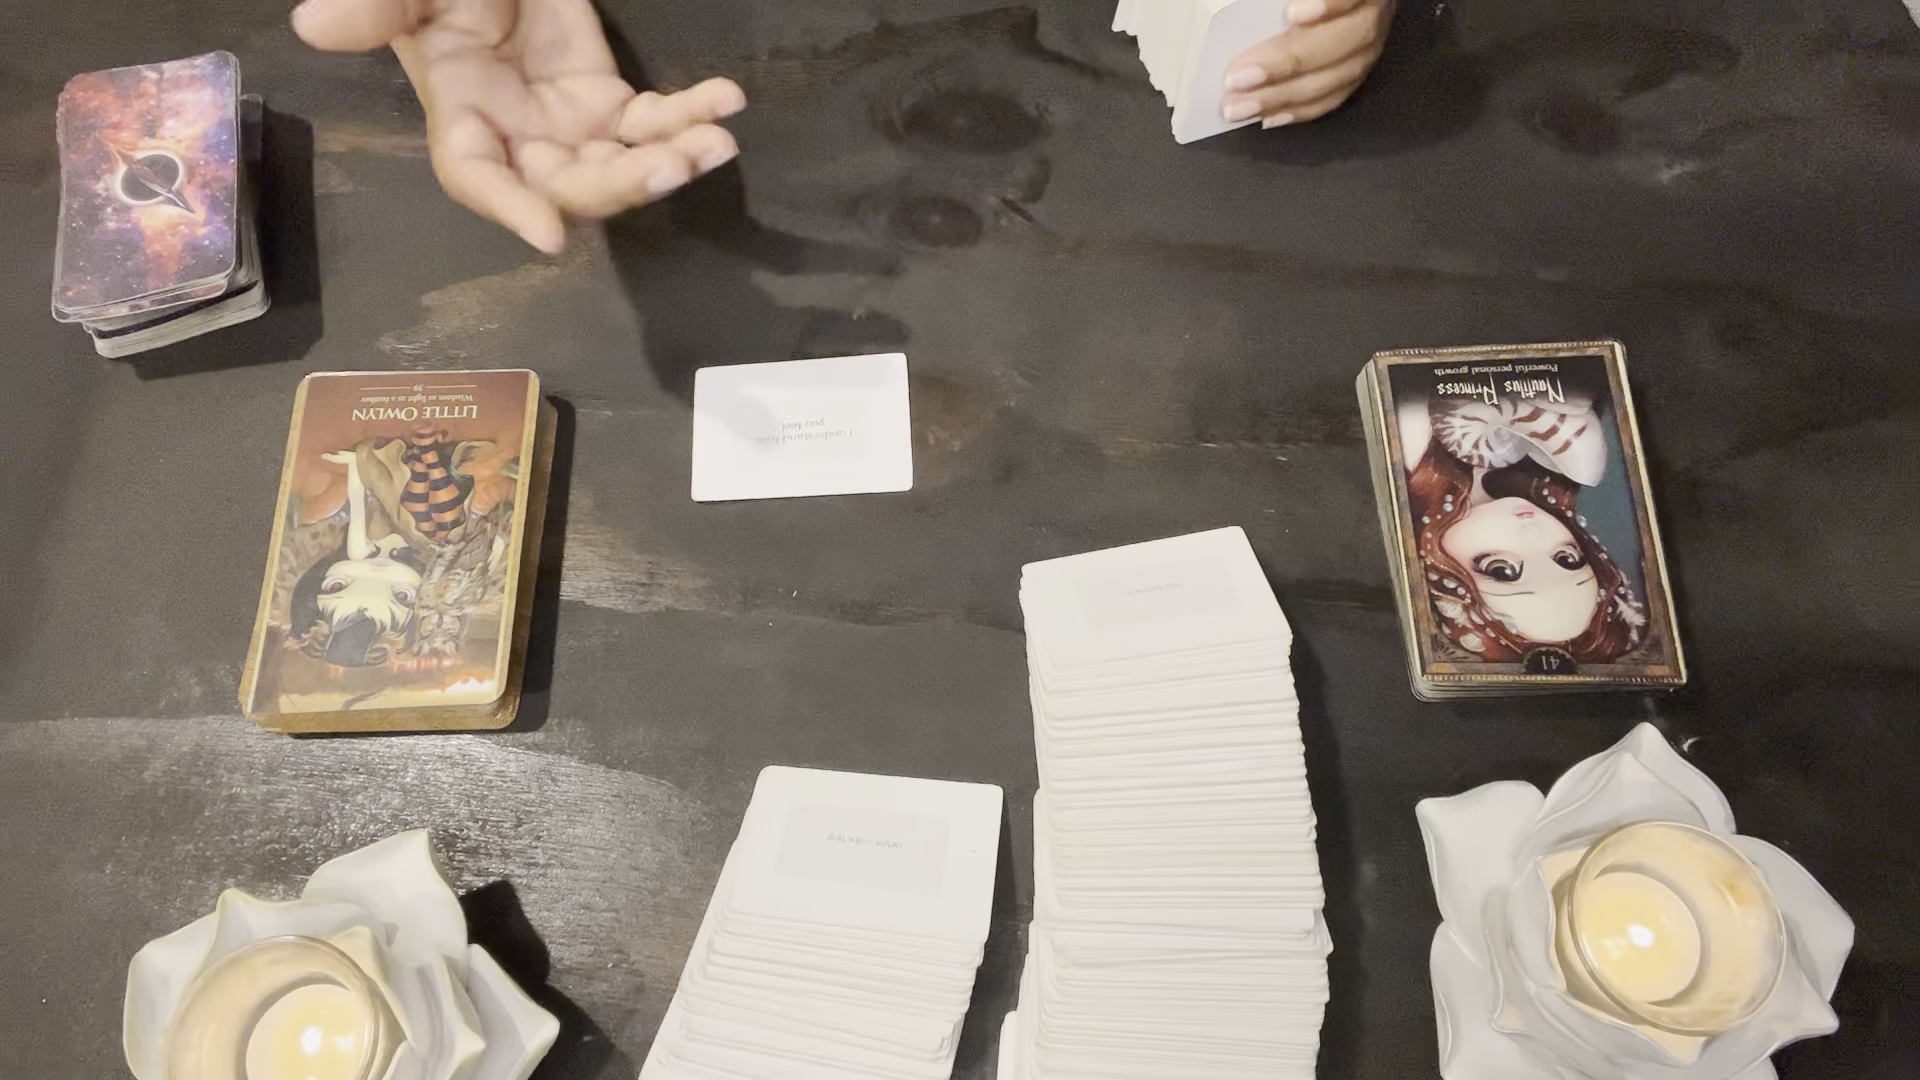 LITTLE OWLYN
Wisdom as light as a feather
39
I understand how
you feel
41
Nautilus Princess
Powerful personal growth